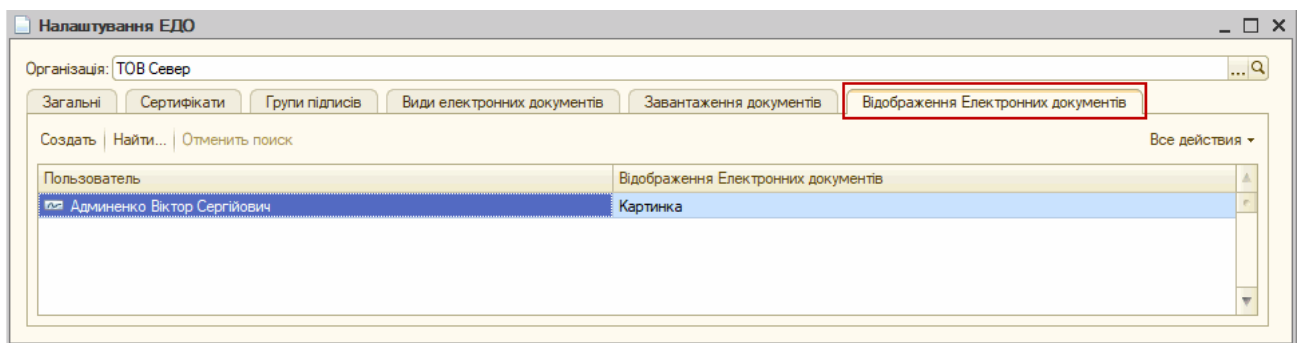 Налаштування ЕДО
Організація: ТОВ Север ...
Загальні Сертифікати Групи підписів Види електронних документів Завантаження документів Відображення Електронних документів
Создать Найти... Отменить поиск Все действия
Пользователь Відображення Електронних документів
Админенко Віктор Сергійович Картинка